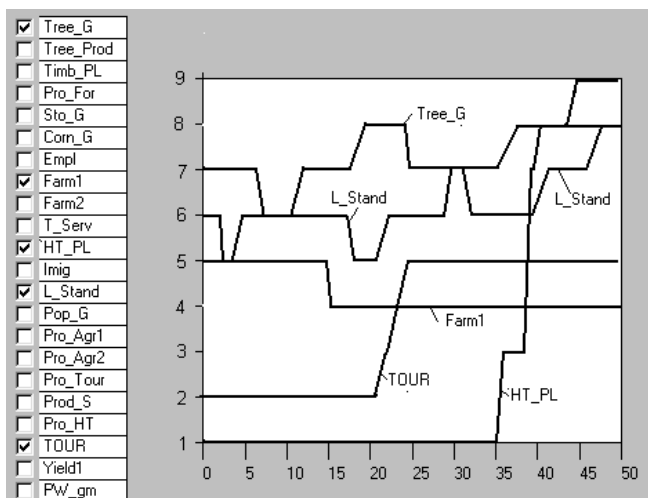 Tree_G
Tree_Prod
Timb_PL
Pro_For
Sto_G
Corn_G
Empl
Farm1
Farm2
T_Serv
HT_PL
Imig
L_Stand
Pop_G
Pro_Agr1
Pro_Agr2
Pro_Tour
Prod_S
Pro_HT
TOUR
Yield1
PW_gm
9
8
7
6
5
4
3
2
1
Tree_G
L_Stand
L_Stand
Farm1
TOUR
HT_PL
0 5 10 15 20 25 30 35 40 45 50